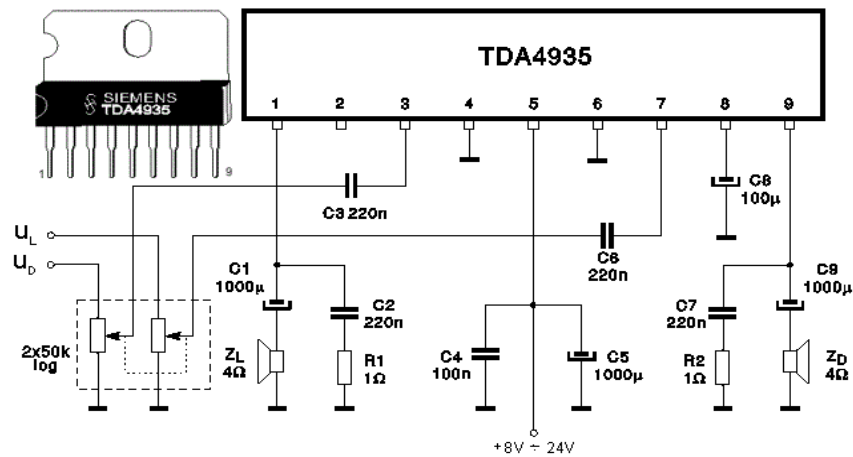 TDA4935
SIEMENS
TDA4935
1 9
1 2 3 4 5 6 7 8 9
C3 220n
C8
100µ
C6
220n
UL
UD
C1
1000µ
C2
220n
C7
220n
C9
1000µ
2x50k
log
ZL
4Ω
R1
1Ω
C4
100n
C5
1000µ
R2
1Ω
ZD
4Ω
+8V ÷ 24V